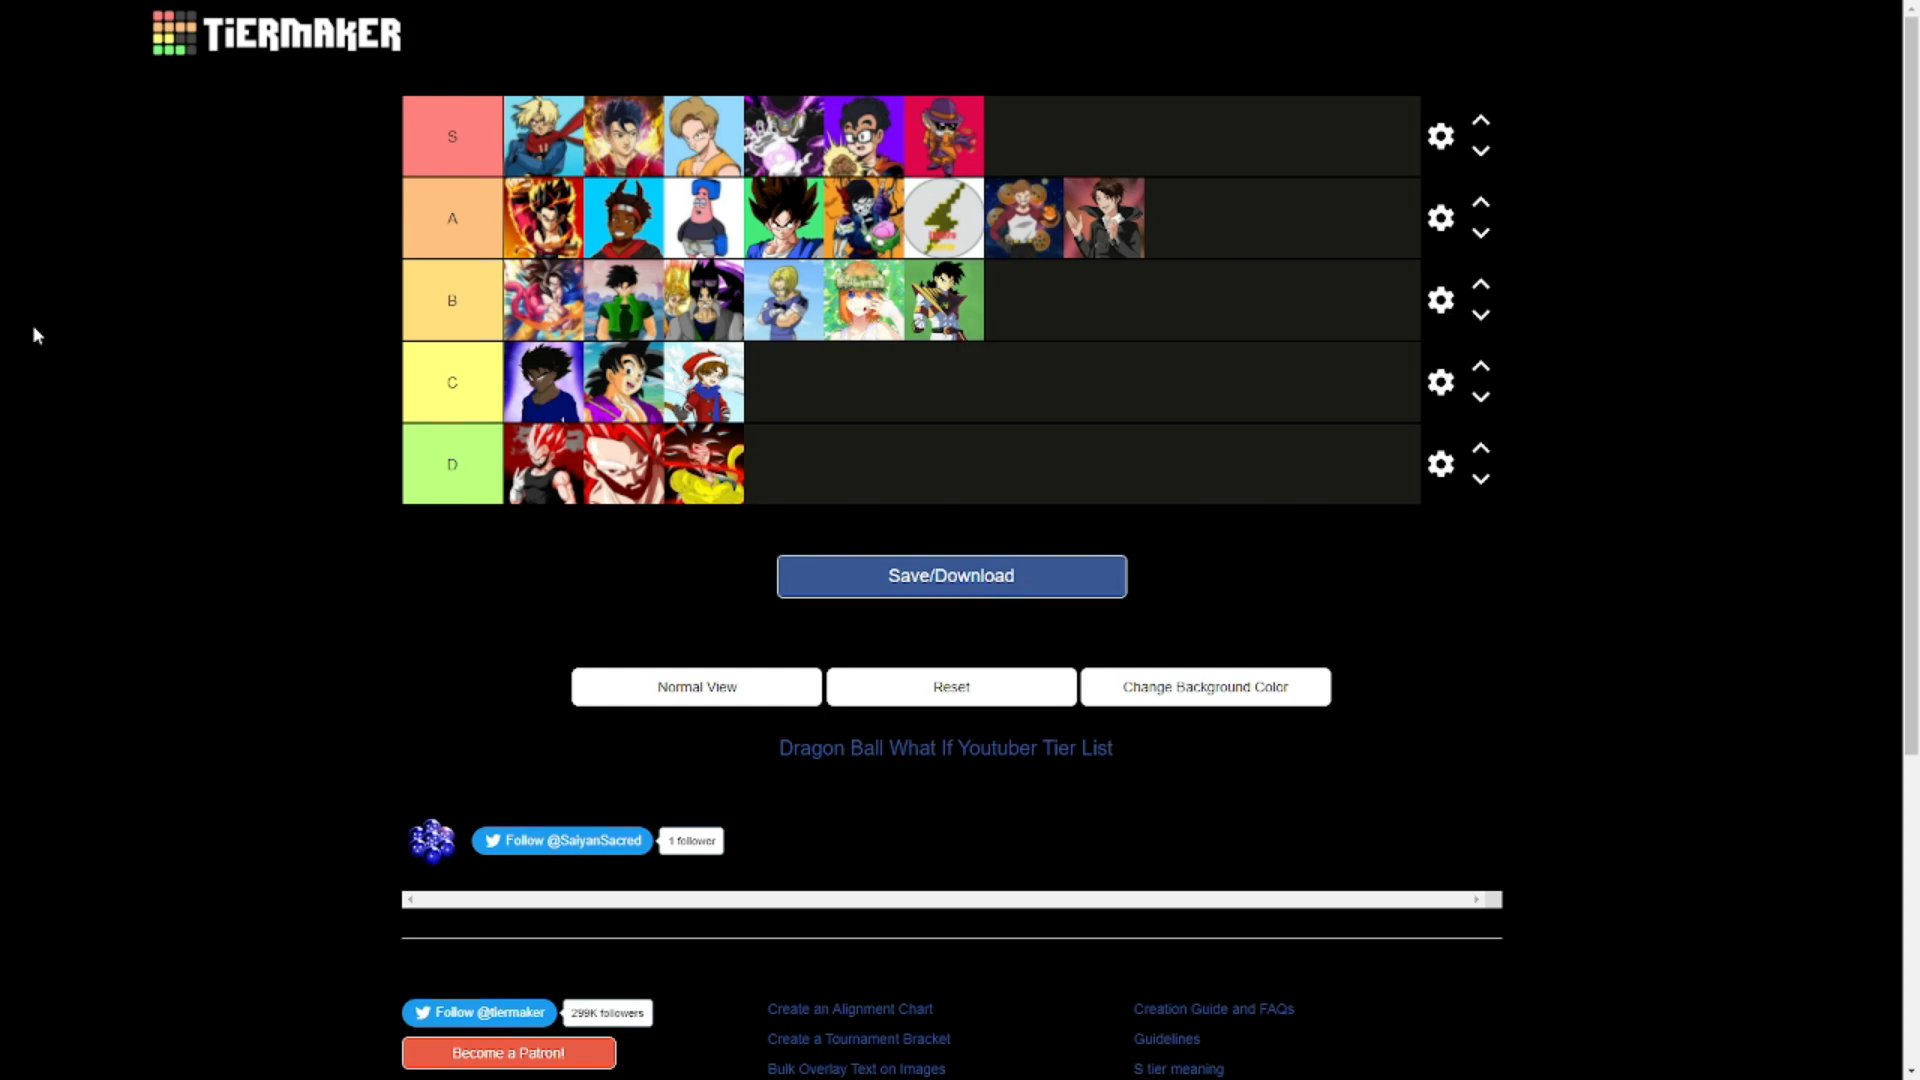 TiERMAKER
S
A
B
C
D
Save/Download
Normal View
Reset
Change Background Color
Dragon Ball What If Youtuber Tier List
Follow @SaiyanSacred
1 follower
Follow @tiermaker
299K followers
Become a Patron!
Create an Alignment Chart
Create a Tournament Bracket
Bulk Overlay Text on Images
Creation Guide and FAQs
Guidelines
S tier meaning